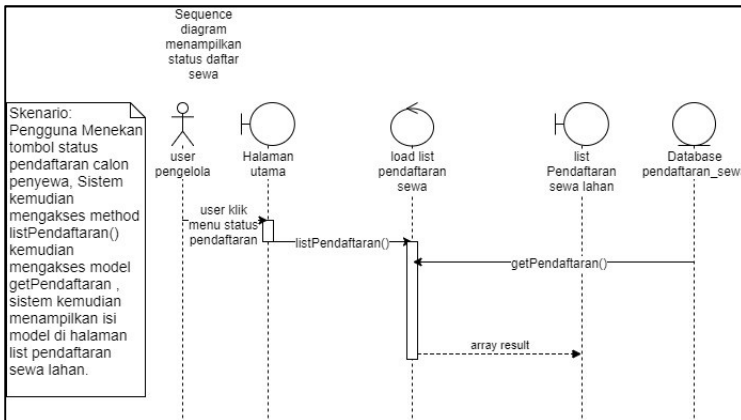 Sequence
diagram
menampilkan
status daftar
sewa
Skenario:
Pengguna Menekan
tombol status
pendaftaran calon
penyewa, Sistem
kemudian
mengakses method
listPendaftaran()
kemudian
mengakses model
getPendaftaran ,
sistem kemudian
menampilkan isi
model di halaman
list pendaftaran
sewa lahan.
user
pengelola
Halaman
utama
load list
pendaftaran
sewa
list
Pendaftaran
sewa lahan
Database
pendaftaran_sewa
user klik
menu status
pendaftaran
listPendaftaran()
getPendaftaran()
array result